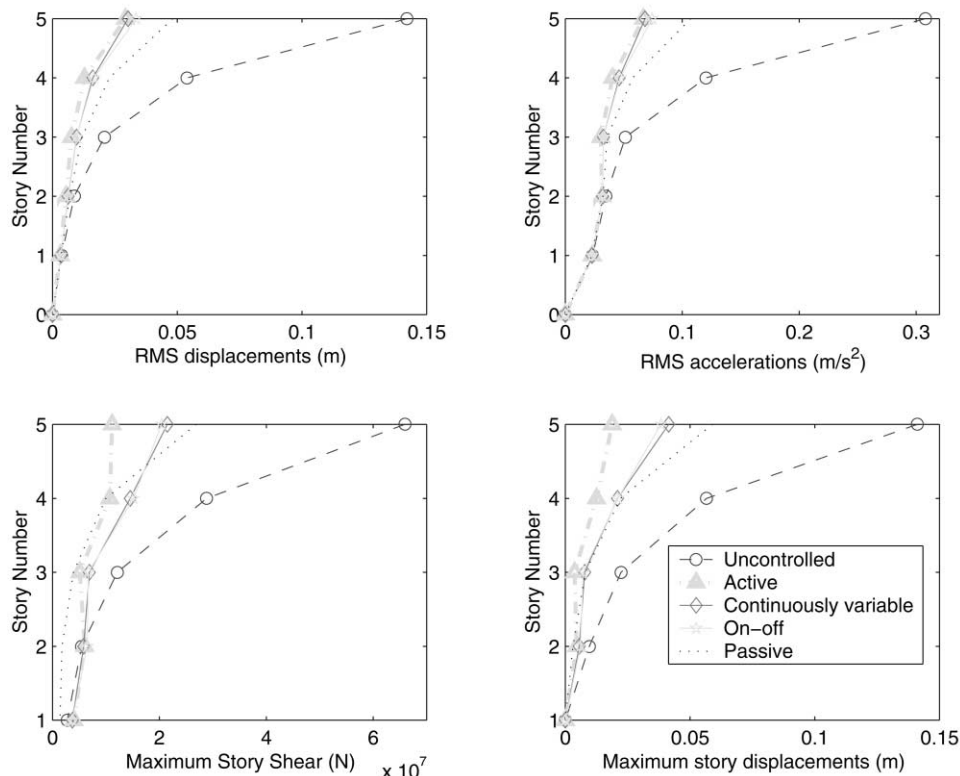 5
4
3
2
1
0
Story Number
0
0.05
0.1
0.15
RMS displacements (m)
5
4
3
2
1
0
Story Number
0
0.1
0.2
0.3
RMS accelerations (m/s²)
5
4
3
2
1
Story Number
0
2
4
6
Maximum Story Shear (N)
x 10⁷
5
4
3
2
1
Story Number
0
0.05
0.1
0.15
Maximum story displacements (m)
Uncontrolled
Active
Continuously variable
On−off
Passive